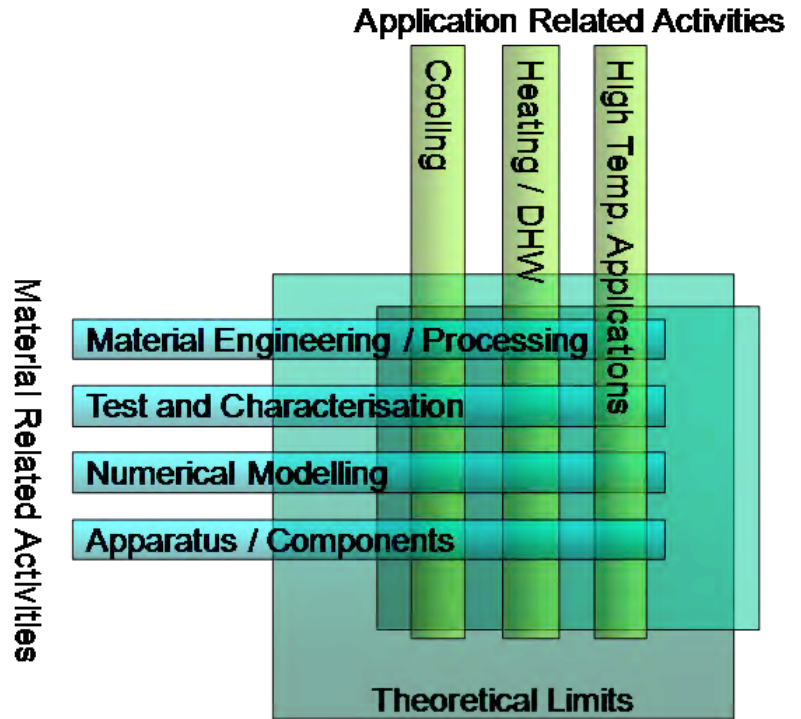 Application Related Activities
Cooling
Heating / DHW
High Temp. Applications
Material Related Activities
Material Engineering / Processing
Test and Characterisation
Numerical Modelling
Apparatus / Components
Theoretical Limits